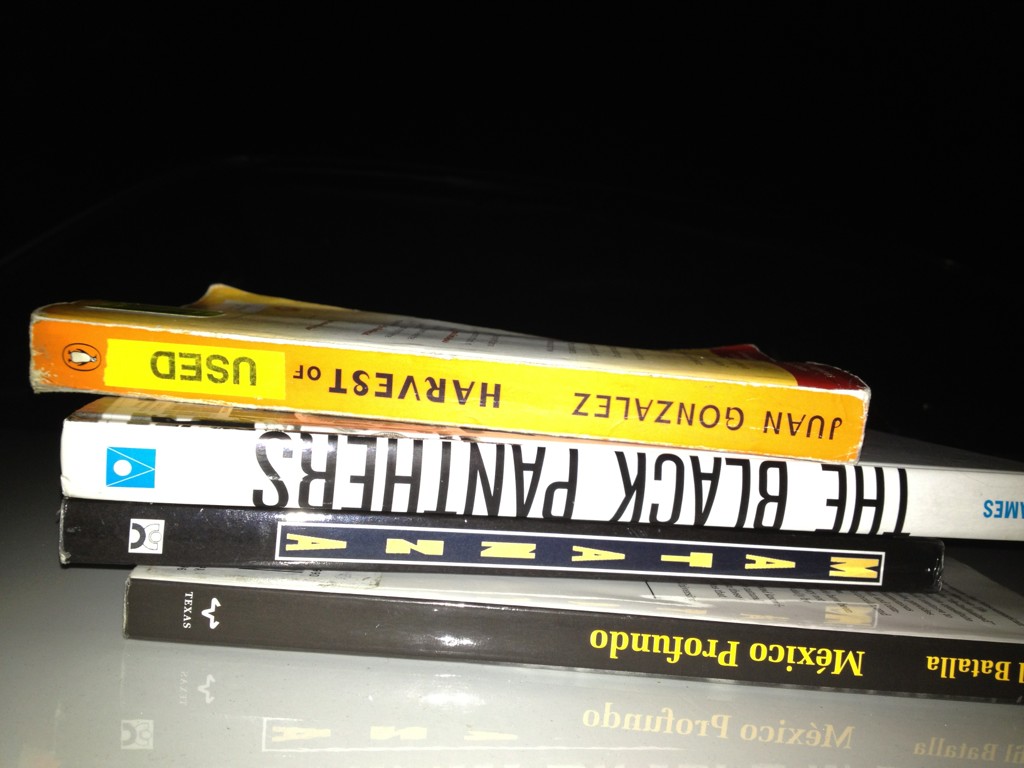 JUAN GONZALEZ HARVEST OF USED
THE BLACK PANTHERS
AMES
MATANZA
l Batalla México Profundo
TEXAS